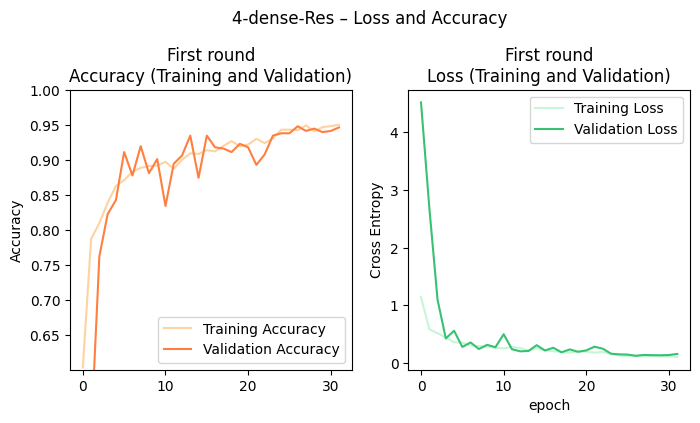 4-dense-Res – Loss and Accuracy
First round
Accuracy (Training and Validation)
1.00
0.95
0.90
0.85
0.80
0.75
0.70
0.65
Accuracy
Training Accuracy
Validation Accuracy
0
10
20
30
First round
Loss (Training and Validation)
4
3
2
1
0
Cross Entropy
Training Loss
Validation Loss
0
10
20
30
epoch